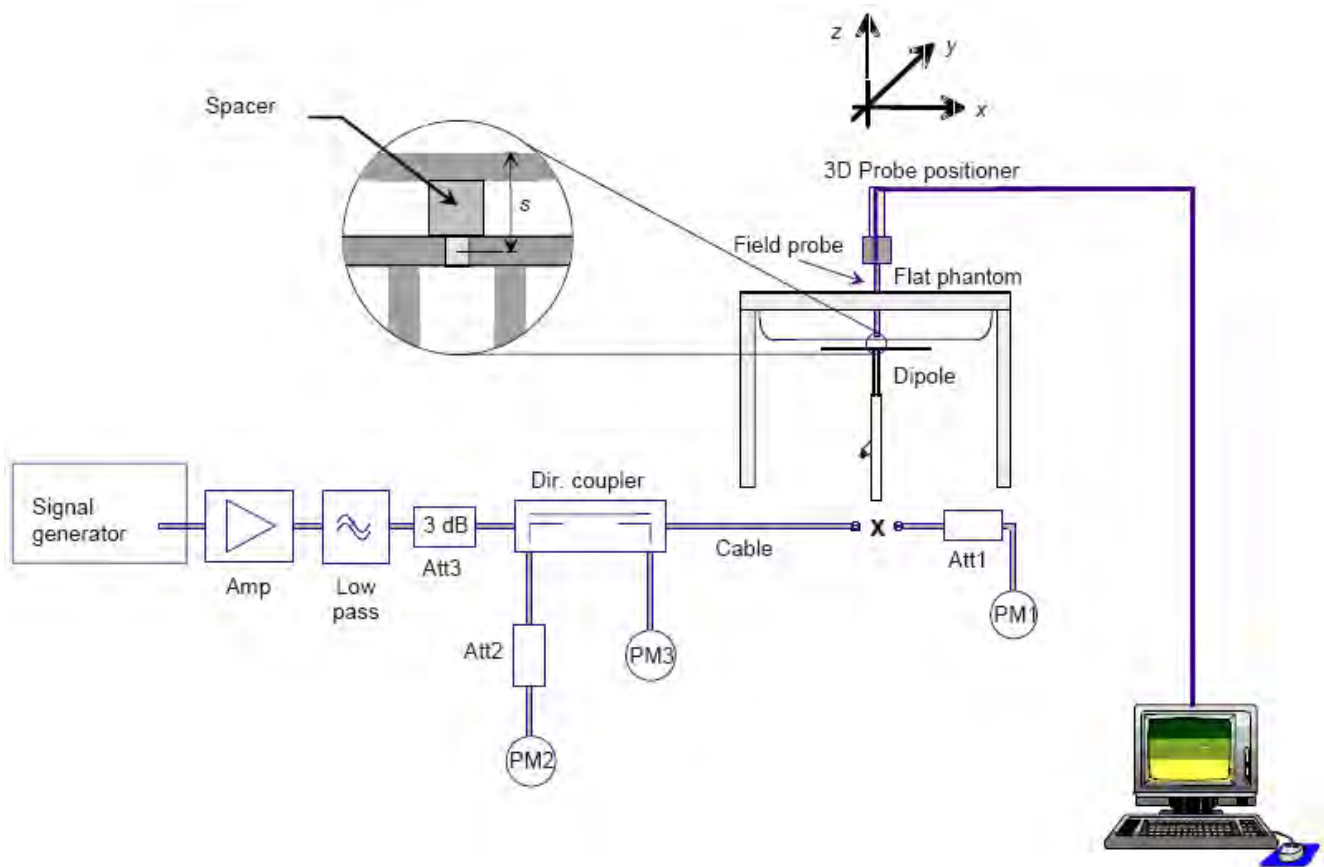 z
y
x
Spacer
s
3D Probe positioner
Field probe
Flat phantom
Dipole
Signal
generator
Amp
Low
pass
3 dB
Att3
Dir. coupler
Cable
X
Att1
PM1
Att2
PM3
PM2